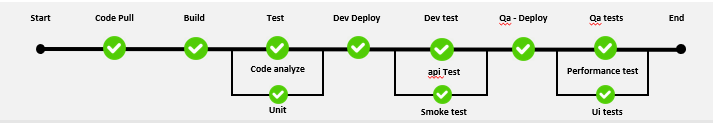 Start
Code Pull
Build
Test
Dev Deploy
Dev test
Qa - Deploy
Qa tests
End
Code analyze
api Test
Performance test
Unit
Smoke test
Ui tests